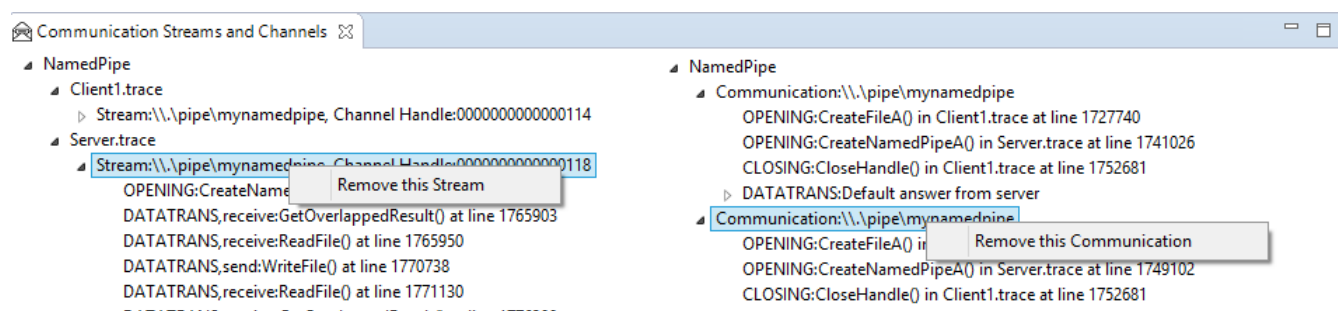 Communication Streams and Channels
NamedPipe
Client1.trace
Stream:\\.\pipe\mynamedpipe, Channel Handle:0000000000000114
Server.trace
Stream:\\.\pipe\mynamedpipe, Channel Handle:0000000000000118
Remove this Stream
OPENING:CreateName
DATATRANS,receive:GetOverlappedResult() at line 1765903
DATATRANS,receive:ReadFile() at line 1765950
DATATRANS,send:WriteFile() at line 1770738
DATATRANS,receive:ReadFile() at line 1771130
NamedPipe
Communication:\\.\pipe\mynamedpipe
OPENING:CreateFileA() in Client1.trace at line 1727740
OPENING:CreateNamedPipeA() in Server.trace at line 1741026
CLOSING:CloseHandle() in Client1.trace at line 1752681
DATATRANS:Default answer from server
Communication:\\.\pipe\mynamedpipe
Remove this Communication
OPENING:CreateFileA() i
OPENING:CreateNamedPipeA() in Server.trace at line 1749102
CLOSING:CloseHandle() in Client1.trace at line 1752681